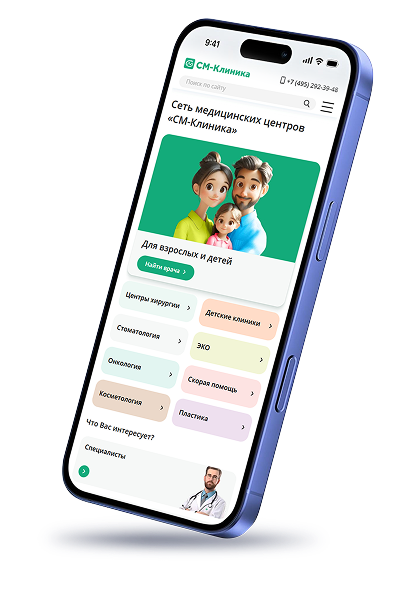 9:41
СМ-Клиника
+7 (495) 292-39-48
Поиск по сайту
Сеть медицинских центров
«СМ-Клиника»
Для взрослых и детей
Найти врача
Центры хирургии
Детские клиники
Стоматология
ЭКО
Онкология
Скорая помощь
Косметология
Пластика
Что Вас интересует?
Специалисты